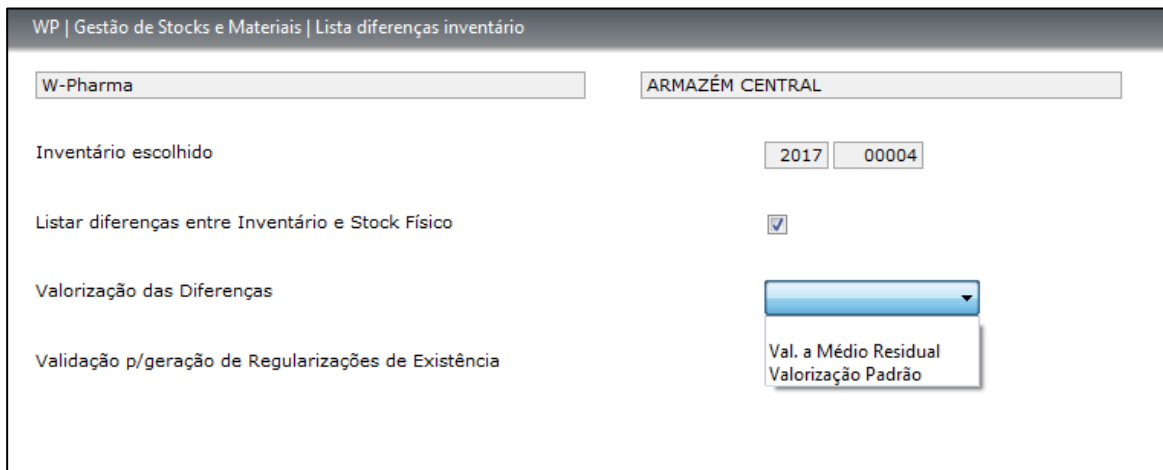 WP | Gestão de Stocks e Materiais | Lista diferenças inventário
W-Pharma ARMAZÉM CENTRAL
Inventário escolhido 2017 00004
Listar diferenças entre Inventário e Stock Físico
Valorização das Diferenças
Val. a Médio Residual
Validação p/geração de Regularizações de Existência
Valorização Padrão